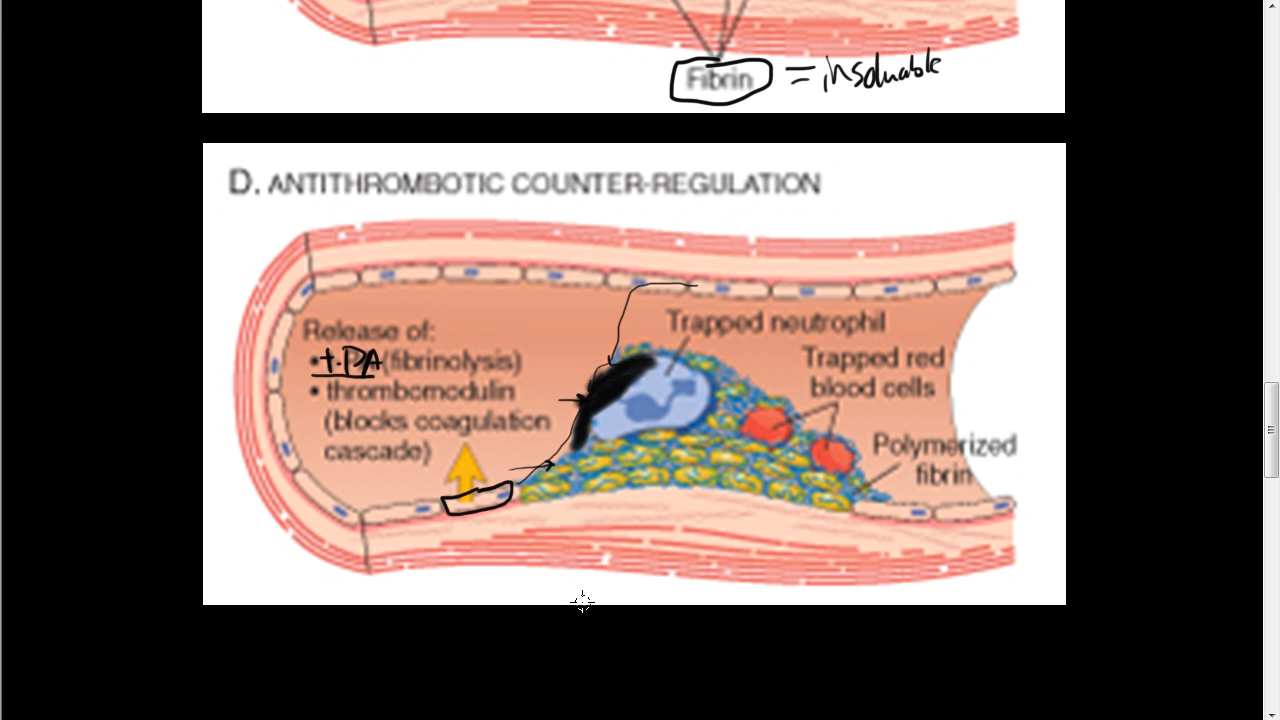 Fibrin = insoluable
D. ANTITHROMBOTIC COUNTER-REGULATION
Release of:
• t-PA (fibrinolysis)
• thrombomodulin
(blocks coagulation
cascade)
Trapped neutrophil
Trapped red
blood cells
Polymerized
fibrin